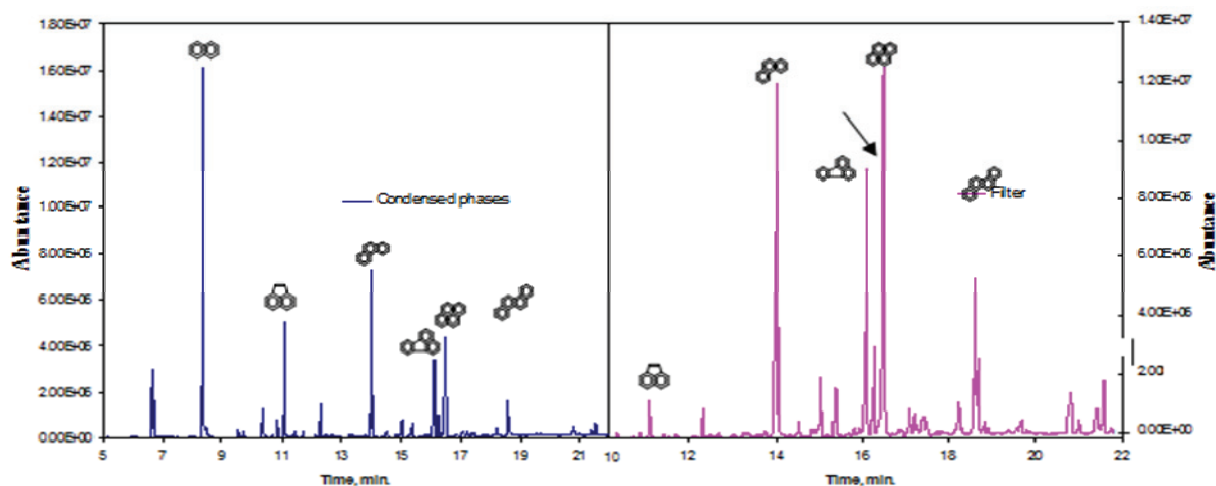 1.80E+07
1.60E+07
1.40E+07
1.20E+07
1.00E+07
8.00E+06
6.00E+06
4.00E+06
2.00E+06
0.00E+00
Abuntance
5 7 9 11 13 15 17 19 21
Time, min.
Condensed phases
Filter
10 12 14 16 18 20 22
Time, min.
1.40E+07
1.20E+07
1.00E+07
8.00E+06
6.00E+06
4.00E+06
2.00
0.00E+00
Abuntance